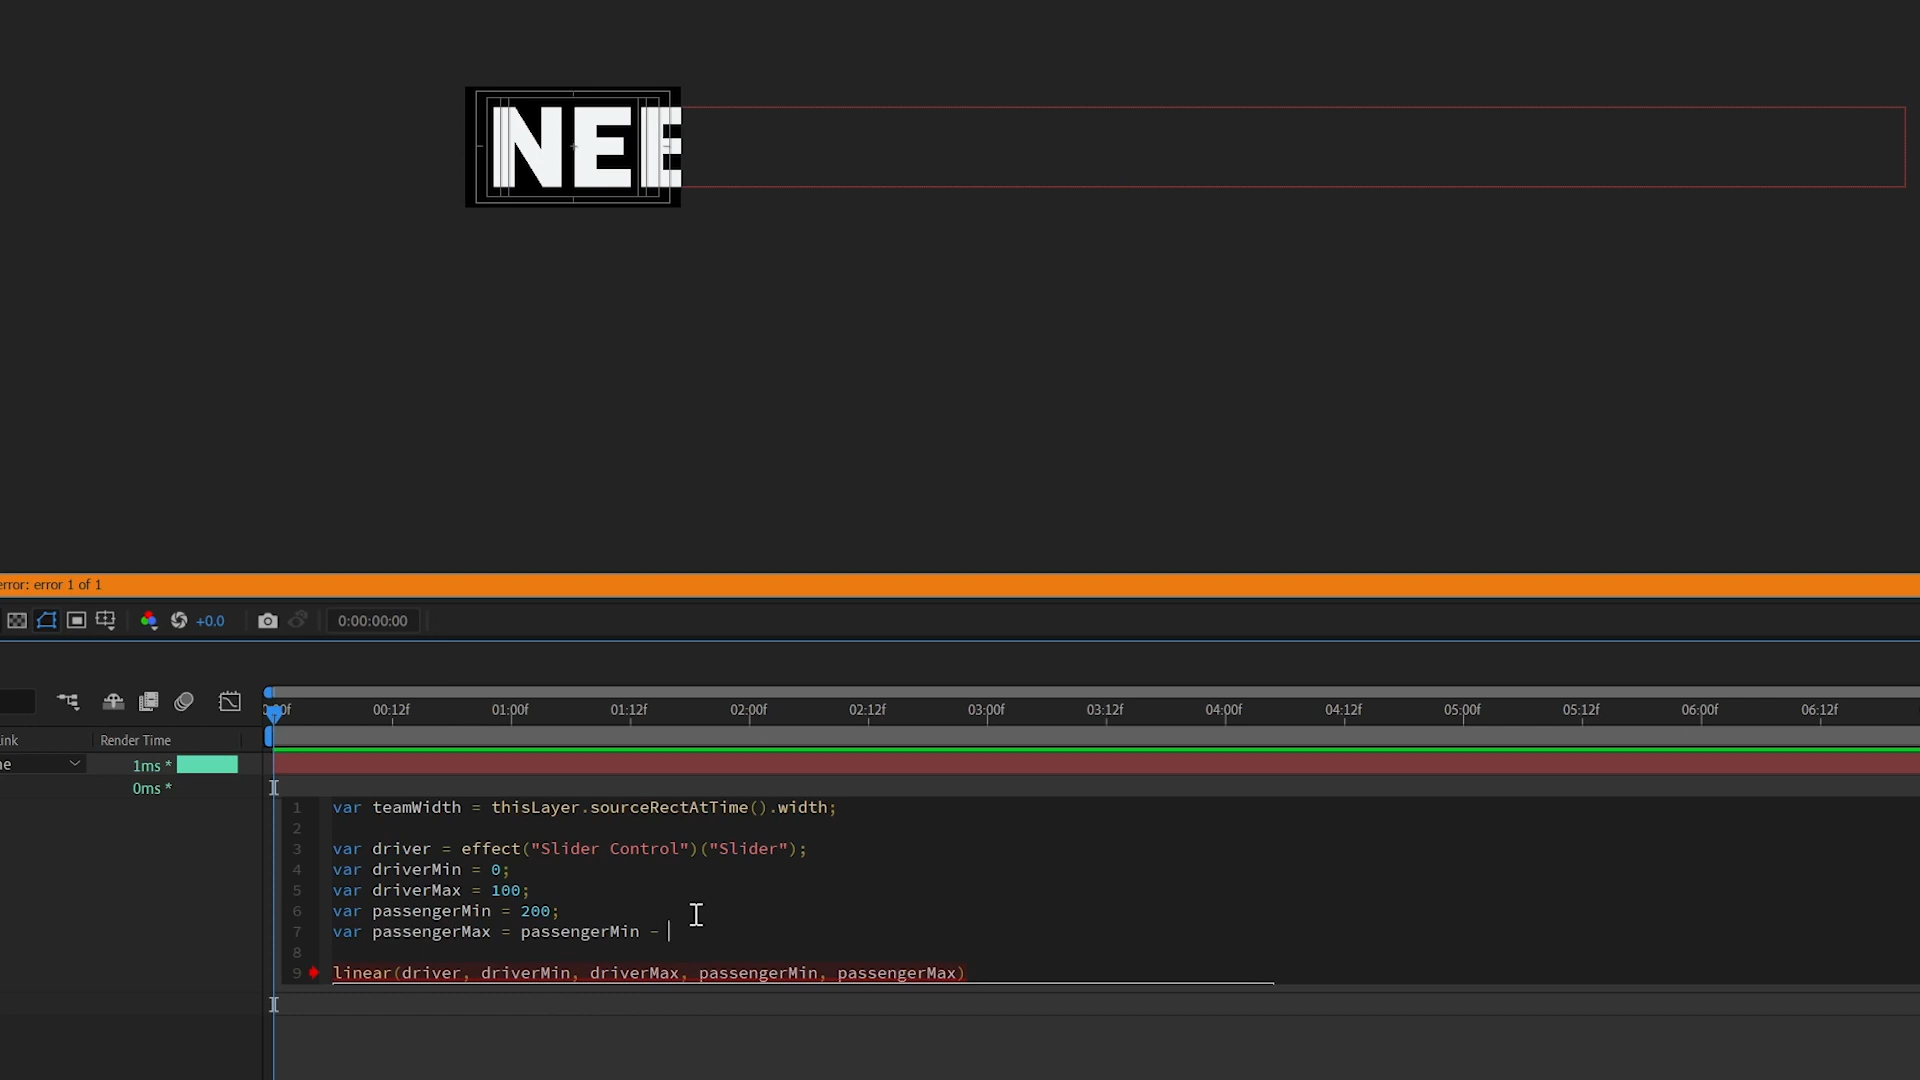 NEE
error: error 1 of 1
+0.0
0:00:00:00
00:12f 01:00f 01:12f 02:00f 02:12f 03:00f 03:12f 04:00f 04:12f 05:00f 05:12f 06:00f 06:12f
ink Render Time
ne 1ms *
0ms *
1 var teamWidth = thisLayer.sourceRectAtTime().width;
2
3 var driver = effect("Slider Control")("Slider");
4 var driverMin = 0;
5 var driverMax = 100;
6 var passengerMin = 200;
7 var passengerMax = passengerMin -
8
9 linear(driver, driverMin, driverMax, passengerMin, passengerMax)